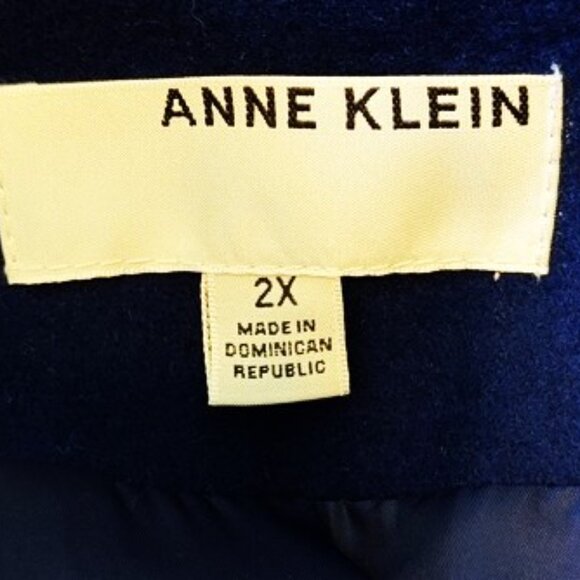 ANNE KLEIN
2X
MADE IN
DOMINICAN
REPUBLIC